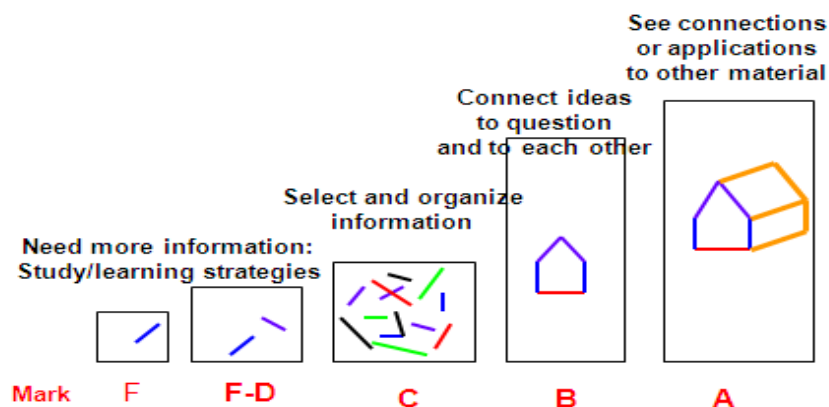 See connections
or applications
to other material
Connect ideas
to question
and to each other
Select and organize
information
Need more information:
Study/learning strategies
Mark F F-D C B A